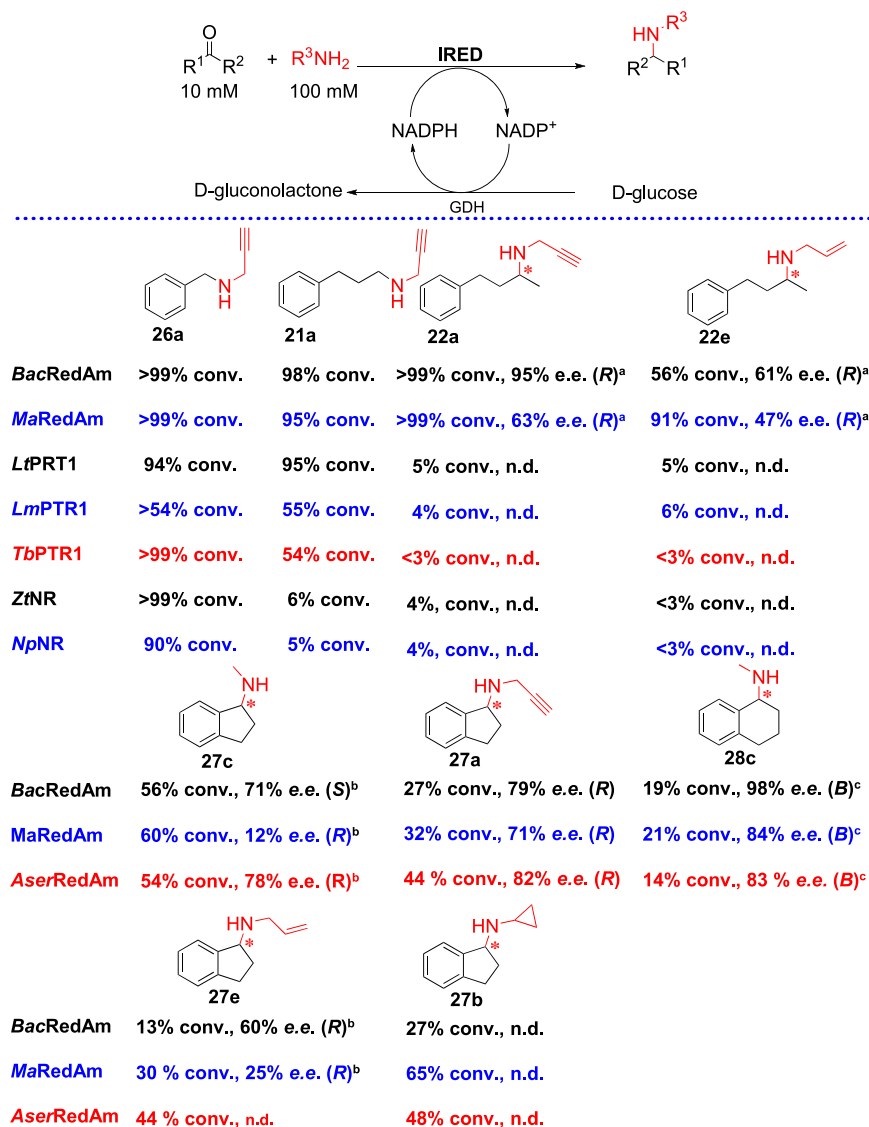 O
R¹ R² + R³NH₂ IRED HN R³ R² R¹
10 mM 100 mM
NADPH NADP⁺
D-gluconolactone GDH D-glucose
N H N H HN HN
* *
26a 21a 22a 22e
BacRedAm >99% conv. 98% conv. >99% conv., 95% e.e. (R)ᵃ 56% conv., 61% e.e. (R)ᵃ
MaRedAm >99% conv. 95% conv. >99% conv., 63% e.e. (R)ᵃ 91% conv., 47% e.e. (R)ᵃ
LtPRT1 94% conv. 95% conv. 5% conv., n.d. 5% conv., n.d.
LmPTR1 >54% conv. 55% conv. 4% conv., n.d. 6% conv., n.d.
TbPTR1 >99% conv. 54% conv. <3% conv., n.d. <3% conv., n.d.
ZtNR >99% conv. 6% conv. 4%, conv., n.d. <3% conv., n.d.
NpNR 90% conv. 5% conv. 4%, conv., n.d. <3% conv., n.d.
NH HN NH
* * *
27c 27a 28c
BacRedAm 56% conv., 71% e.e. (S)ᵇ 27% conv., 79% e.e. (R) 19% conv., 98% e.e. (B)ᶜ
MaRedAm 60% conv., 12% e.e. (R)ᵇ 32% conv., 71% e.e. (R) 21% conv., 84% e.e. (B)ᶜ
AserRedAm 54% conv., 78% e.e. (R)ᵇ 44 % conv., 82% e.e. (R) 14% conv., 83 % e.e. (B)ᶜ
HN HN
* *
27e 27b
BacRedAm 13% conv., 60% e.e. (R)ᵇ 27% conv., n.d.
MaRedAm 30 % conv., 25% e.e. (R)ᵇ 65% conv., n.d.
AserRedAm 44 % conv., n.d. 48% conv., n.d.